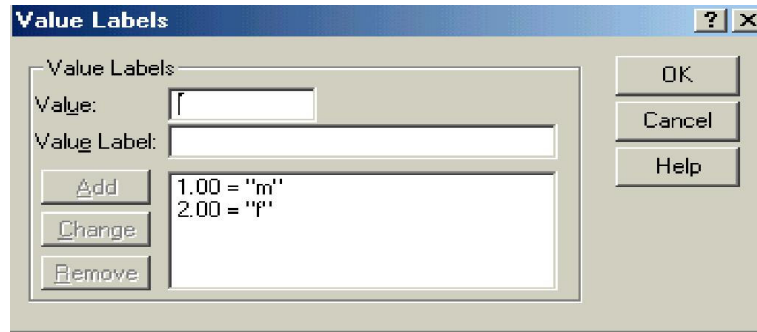 Value Labels
Value Labels
Value:
Value Label:
Add
Change
Remove
1.00 = "m"
2.00 = "f"
OK
Cancel
Help